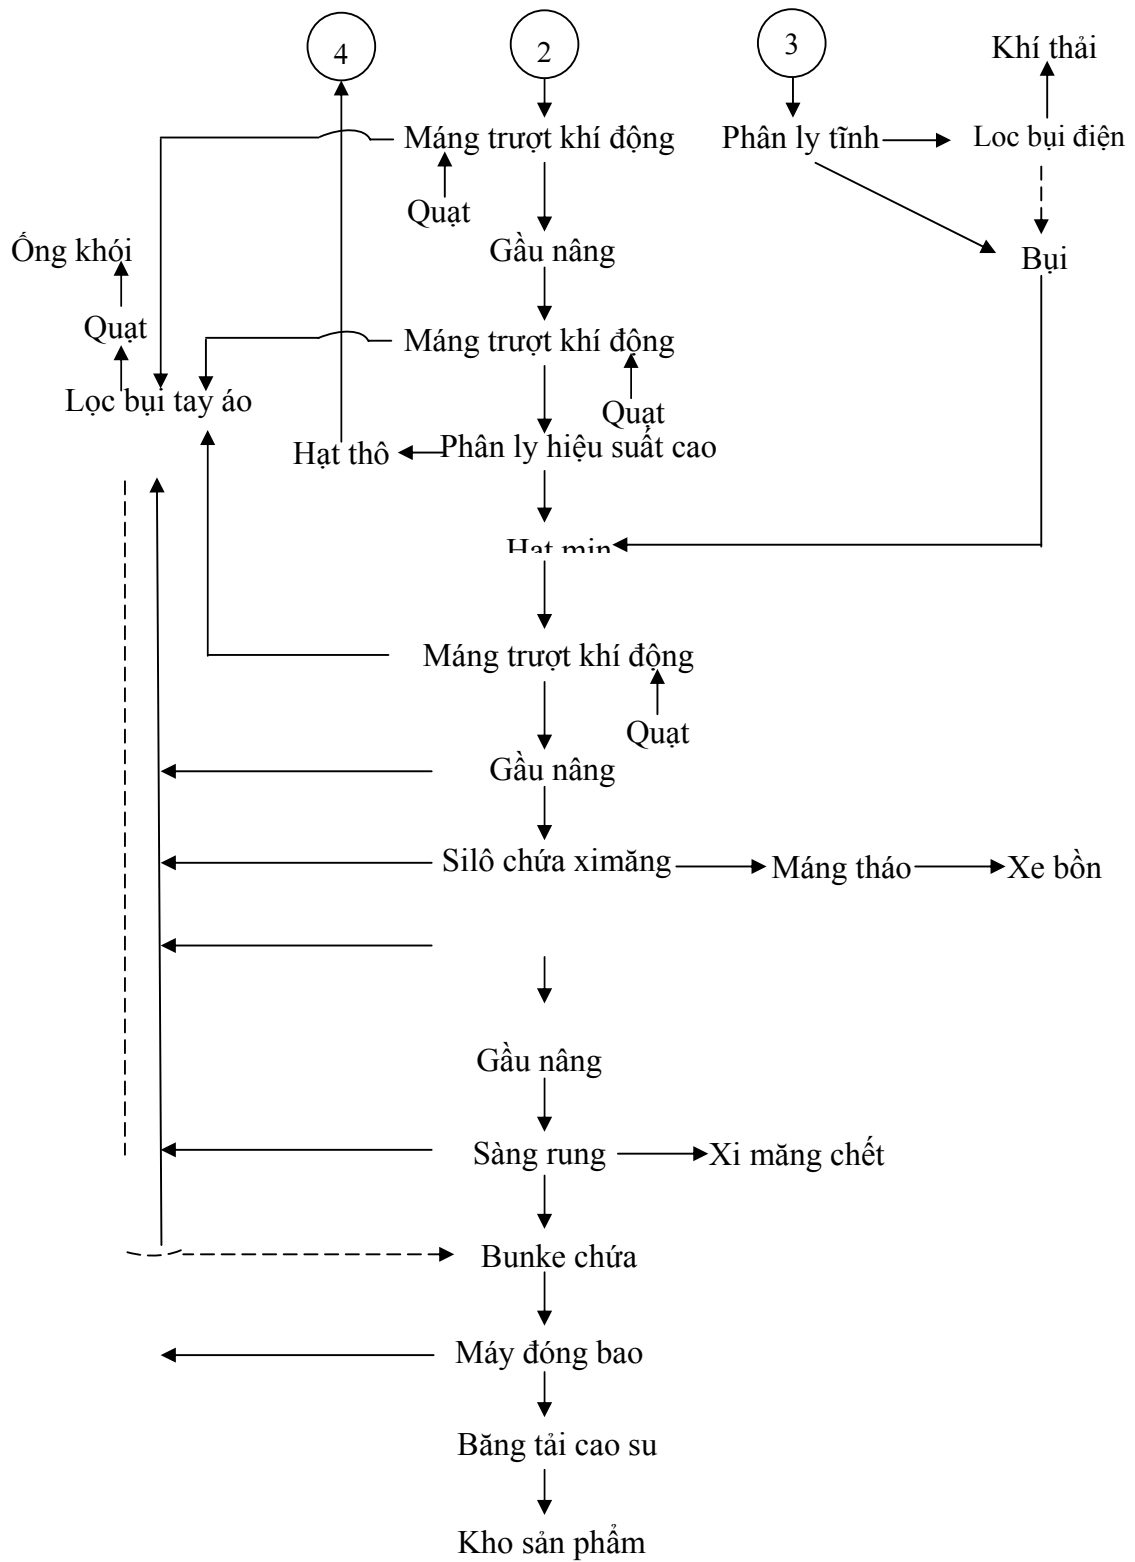 4
2
3
Khí thải
Máng trượt khí động
Phân ly tĩnh
Loc bụi điện
Quạt
Ống khói
Gầu nâng
Bụi
Quạt
Máng trượt khí động
Lọc bụi tay áo
Quạt
Hạt thô
Phân ly hiệu suất cao
Hạt mịn
Máng trượt khí động
Quạt
Gầu nâng
Silô chứa ximăng
Máng tháo
Xe bồn
Gầu nâng
Sàng rung
Xi măng chết
Bunke chứa
Máy đóng bao
Băng tải cao su
Kho sản phẩm